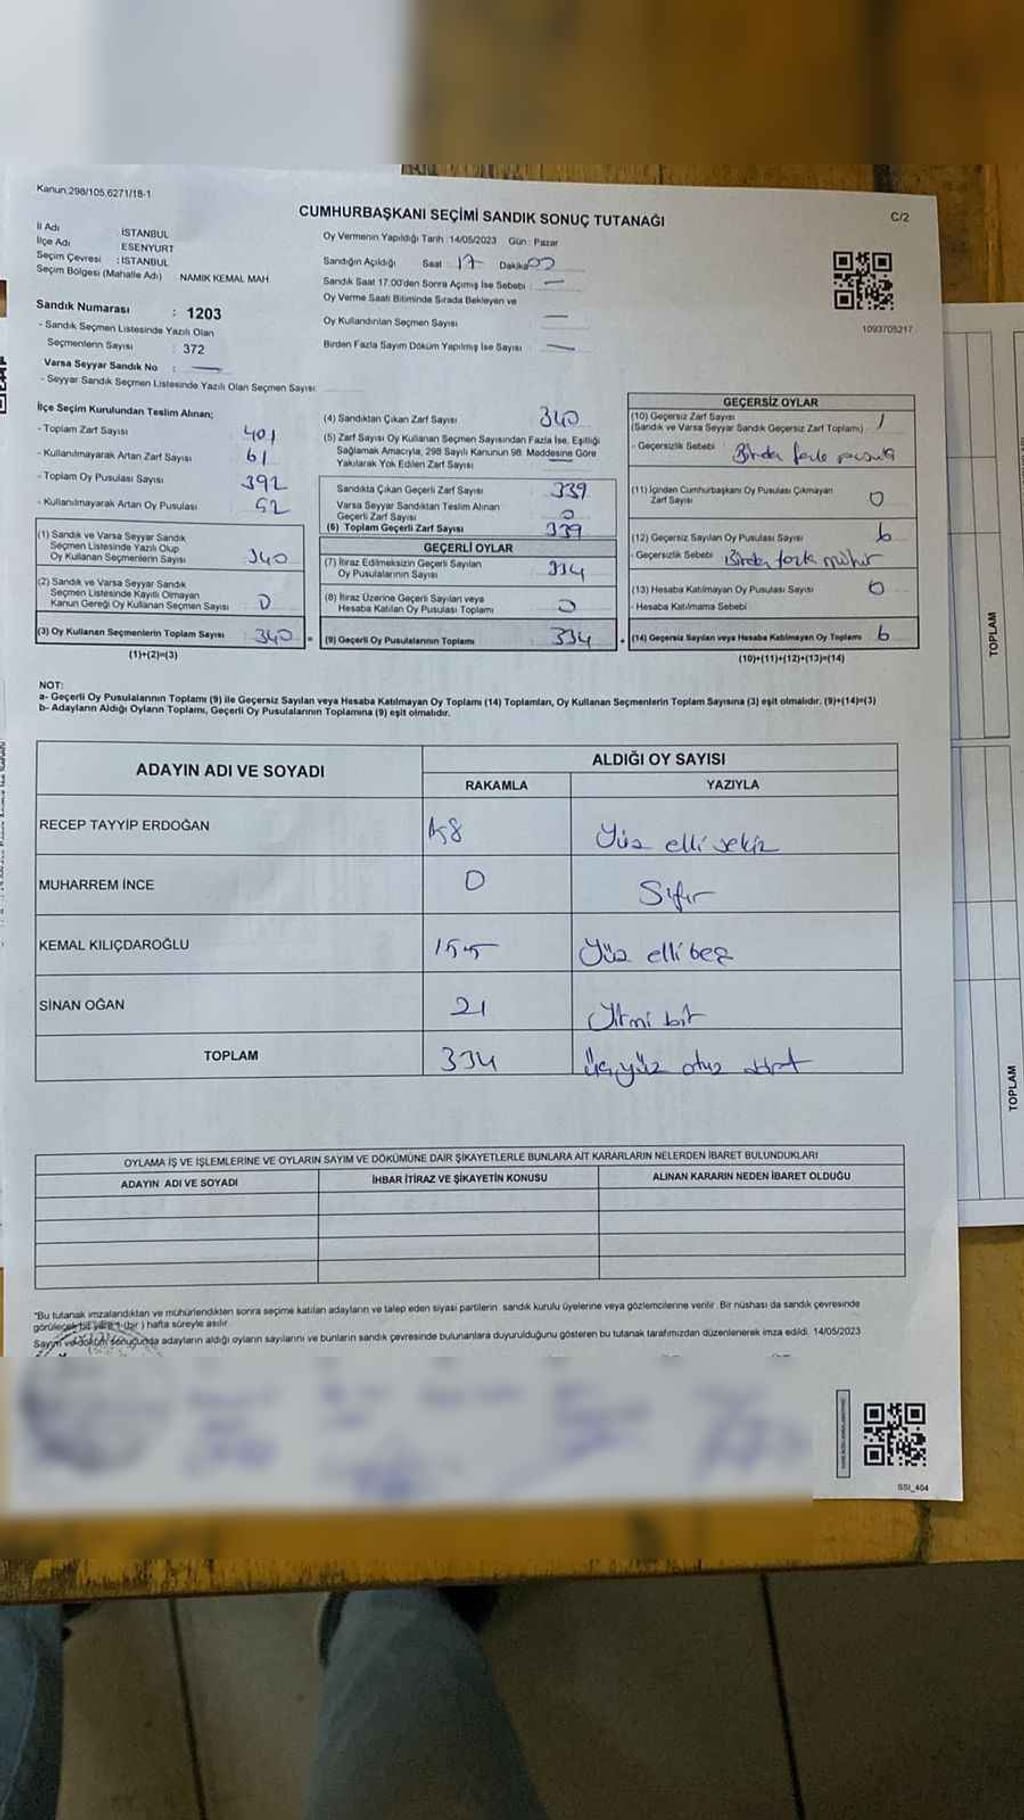 Kanun:298/105,6271/18-1
CUMHURBAŞKANI SEÇİMİ SANDIK SONUÇ TUTANAĞI
C/2
İl Adı İSTANBUL
İlçe Adı ESENYURT
Seçim Çevresi : İSTANBUL
Seçim Bölgesi (Mahalle Adı) NAMIK KEMAL MAH.
Sandık Numarası : 1203
- Sandık Seçmen Listesinde Yazılı Olan
Seçmenlerin Sayısı : 372
Varsa Seyyar Sandık No : —
- Seyyar Sandık Seçmen Listesinde Yazılı Olan Seçmen Sayısı:
Oy Vermenin Yapıldığı Tarih :14/05/2023 Gün : Pazar
Sandığın Açıldığı Saat 17 Dakika
Sandık Saat 17:00'den Sonra Açımış İse Sebebi : —
Oy Verme Saati Bitiminde Sırada Bekleyen ve
Oy Kullandırılan Seçmen Sayısı —
Birden Fazla Sayım Döküm Yapılmış İse Sayısı —
1093705217
İlçe Seçim Kurulundan Teslim Alınan;
- Toplam Zarf Sayısı 401
- Kullanılmayarak Artan Zarf Sayısı 61
- Toplam Oy Pusulası Sayısı 392
- Kullanılmayarak Artan Oy Pusulası 52
(1) Sandık ve Varsa Seyyar Sandık
Seçmen Listesinde Yazılı Olup
Oy Kullanan Seçmenlerin Sayısı 340
(2) Sandık ve Varsa Seyyar Sandık
Seçmen Listesinde Kayıtlı Olmayan
Kanun Gereği Oy Kullanan Seçmen Sayısı 0
(3) Oy Kullanan Seçmenlerin Toplam Sayısı 340 =
(1)+(2)=(3)
(4) Sandıktan Çıkan Zarf Sayısı 340
(5) Zarf Sayısı Oy Kullanan Seçmen Sayısından Fazla İse, Eşitliği
Sağlamak Amacıyla, 298 Sayılı Kanunun 98. Maddesine Göre
Yakılarak Yok Edilen Zarf Sayısı —
Sandıkta Çıkan Geçerli Zarf Sayısı 339
Varsa Seyyar Sandıktan Teslim Alınan
Geçerli Zarf Sayısı 0
(6) Toplam Geçerli Zarf Sayısı 339
GEÇERLİ OYLAR
(7) İtiraz Edilmeksizin Geçerli Sayılan
Oy Pusulalarının Sayısı 334
(8) İtiraz Üzerine Geçerli Sayılan veya
Hesaba Katılan Oy Pusulası Toplamı 0
(9) Geçerli Oy Pusulalarının Toplamı 334 +
GEÇERSİZ OYLAR
(10) Geçersiz Zarf Sayısı
(Sandık ve Varsa Seyyar Sandık Geçersiz Zarf Toplamı) 1
- Geçersizlik Sebebi Birden fazla pusula
(11) İçinden Cumhurbaşkanı Oy Pusulası Çıkmayan
Zarf Sayısı 0
(12) Geçersiz Sayılan Oy Pusulası Sayısı 6
- Geçersizlik Sebebi Birden fazla mühür
(13) Hesaba Katılmayan Oy Pusulası Sayısı 0
- Hesaba Katılmama Sebebi
(14) Geçersiz Sayılan veya Hesaba Katılmayan Oy Toplamı 6
(10)+(11)+(12)+(13)=(14)
NOT:
a- Geçerli Oy Pusulalarının Toplamı (9) ile Geçersiz Sayılan veya Hesaba Katılmayan Oy Toplamı (14) Toplamları, Oy Kullanan Seçmenlerin Toplam Sayısına (3) eşit olmalıdır. (9)+(14)=(3)
b- Adayların Aldığı Oyların Toplamı, Geçerli Oy Pusulalarının Toplamına (9) eşit olmalıdır.
ADAYIN ADI VE SOYADI ALDIĞI OY SAYISI
RAKAMLA YAZIYLA
RECEP TAYYİP ERDOĞAN 158 Yüz elli sekiz
MUHARREM İNCE 0 Sıfır
KEMAL KILIÇDAROĞLU 155 Yüz elli beş
SİNAN OĞAN 21 Yirmi bir
TOPLAM 334 Üçyüz otuz dört
OYLAMA İŞ VE İŞLEMLERİNE VE OYLARIN SAYIM VE DÖKÜMÜNE DAİR ŞİKAYETLERLE BUNLARA AİT KARARLARIN NELERDEN İBARET BULUNDUKLARI
ADAYIN ADI VE SOYADI İHBAR İTİRAZ VE ŞİKAYETİN KONUSU ALINAN KARARIN NEDEN İBARET OLDUĞU
*Bu tutanak imzalandıktan ve mühürlendikten sonra seçime katılan adayların ve talep eden siyasi partilerin, sandık kurulu üyelerine veya gözlemcilerine verilir. Bir nüshası da sandık çevresinde
görülecek bir yere 1 (bir ) hafta süreyle asılır.
Sayım ve döküm sonucunda adayların aldığı oyların sayılarını ve bunların sandık çevresinde bulunanlara duyurulduğunu gösteren bu tutanak tarafımızdan düzenlenerek imza edildi. 14/05/2023
SSI_404
TOPLAM
TOPLAM